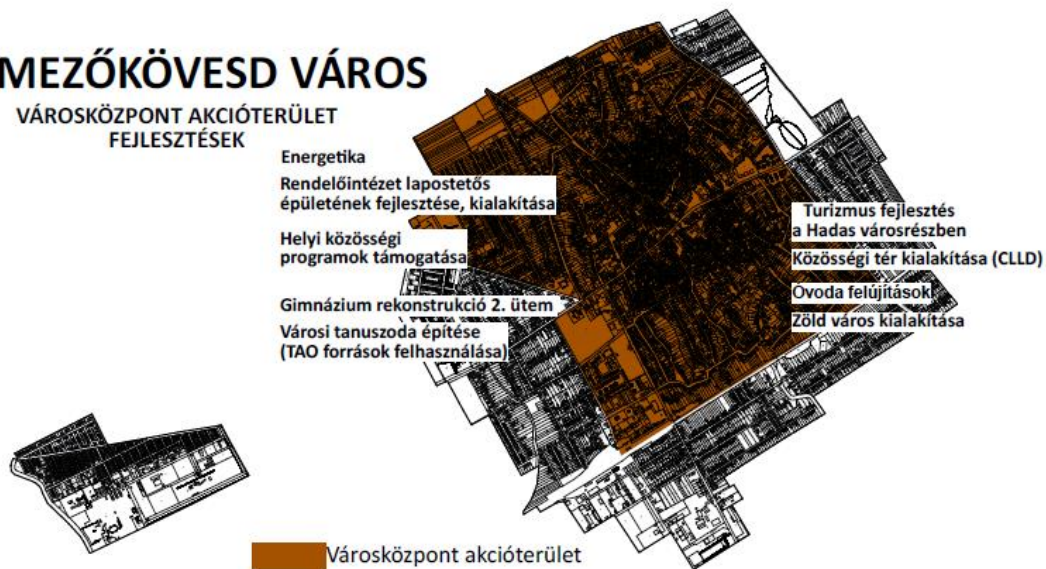 MEZŐKÖVESD VÁROS
VÁROSKÖZPONT AKCIÓTERÜLET
FEJLESZTÉSEK
Energetika
Rendelőintézet lapostetős
épületének fejlesztése, kialakítása
Helyi közösségi
programok támogatása
Gimnázium rekonstrukció 2. ütem
Városi tanuszoda építése
(TAO források felhasználása)
Turizmus fejlesztés
a Hadas városrészben
Közösségi tér kialakítása (CLLD)
Óvoda felújítások
Zöld város kialakítása
Városközpont akcióterület